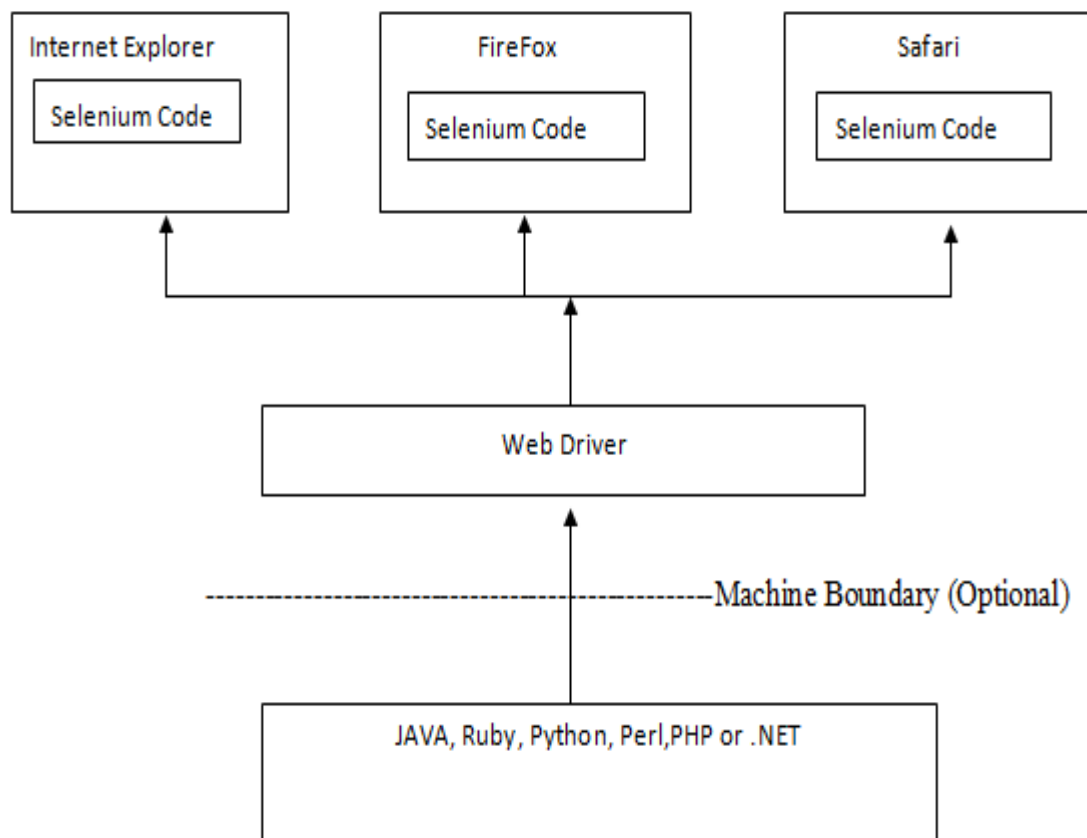 Internet Explorer
FireFox
Safari
Selenium Code
Selenium Code
Selenium Code
Web Driver
Machine Boundary (Optional)
JAVA, Ruby, Python, Perl,PHP or .NET